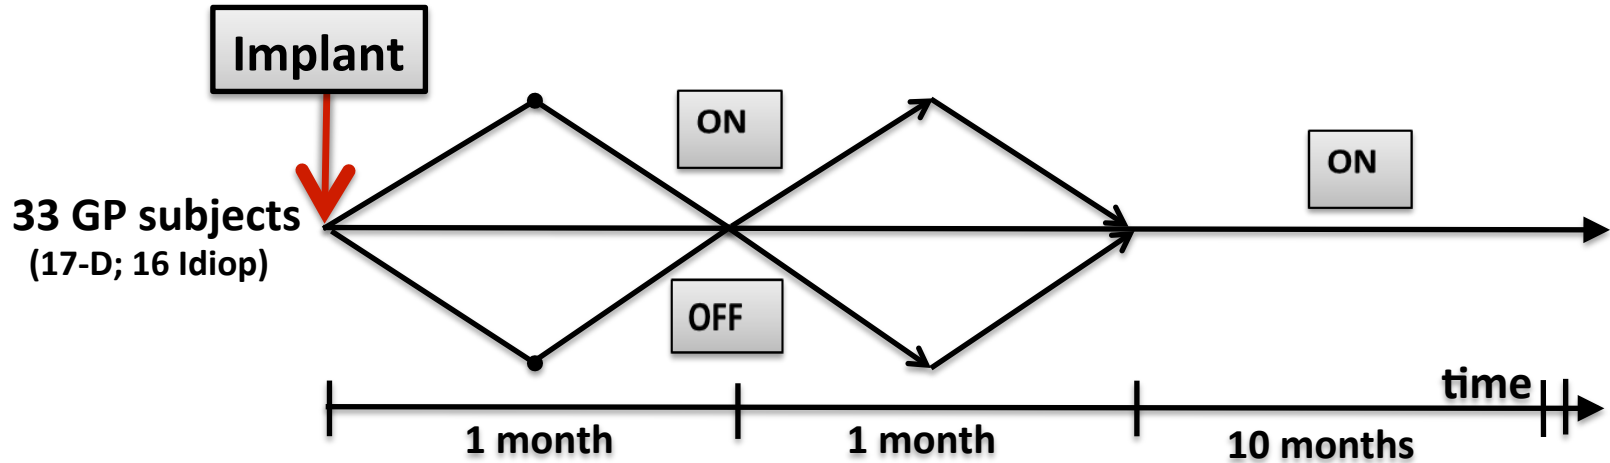 Implant
ON
ON
33 GP subjects
(17-D; 16 Idiop)
OFF
time
1 month
1 month
10 months